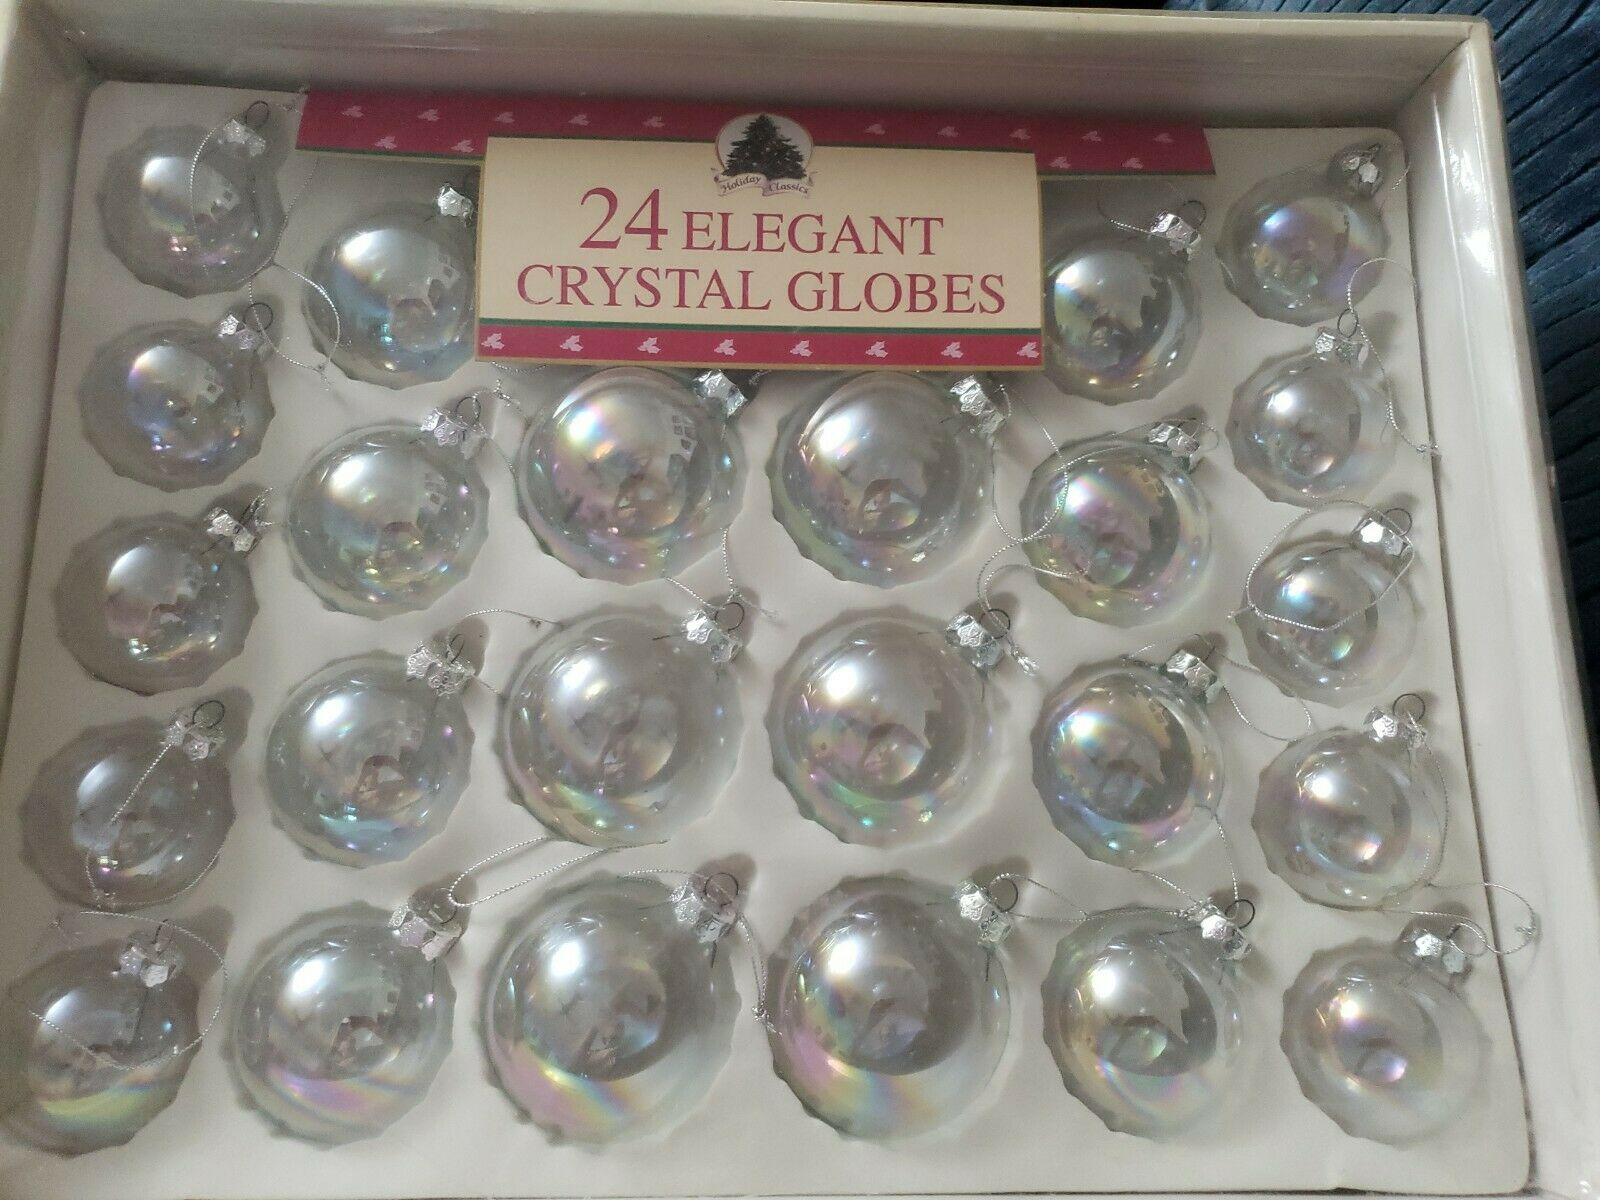 Holiday Classics
24 ELEGANT
CRYSTAL GLOBES